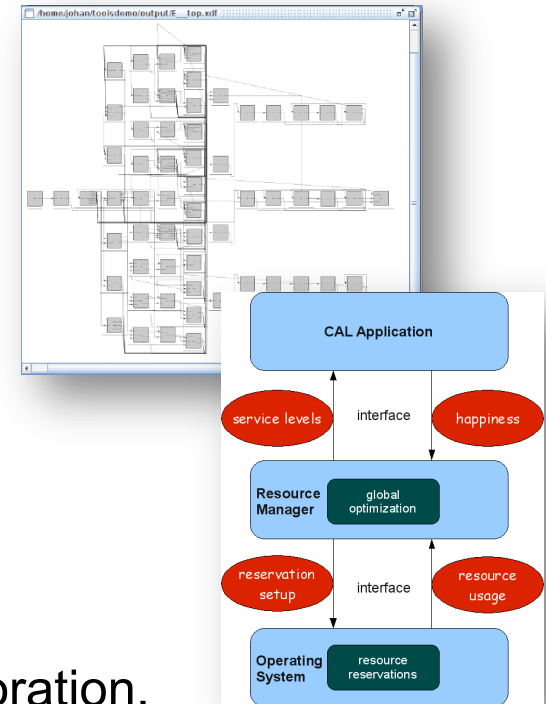 /home/johan/toolsdemo/output/E__top.xdf
CAL Application
service levels
interface
happiness
Resource
Manager
global
optimization
reservation
setup
interface
resource
usage
Operating
System
resource
reservations
oration.